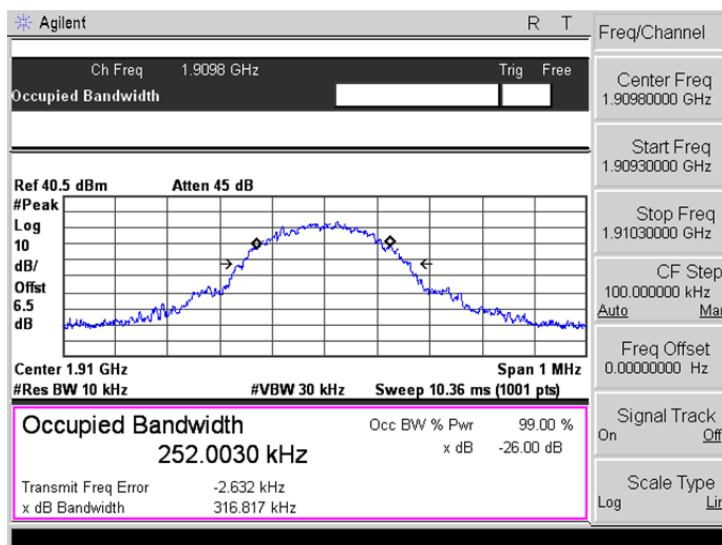 Agilent R T
Ch Freq 1.9098 GHz Trig Free
Occupied Bandwidth
Ref 40.5 dBm Atten 45 dB
#Peak
Log
10
dB/
Offst
6.5
dB
Center 1.91 GHz Span 1 MHz
#Res BW 10 kHz #VBW 30 kHz Sweep 10.36 ms (1001 pts)
Occupied Bandwidth
252.0030 kHz
Occ BW % Pwr 99.00 %
x dB -26.00 dB
Transmit Freq Error -2.632 kHz
x dB Bandwidth 316.817 kHz
Freq/Channel
Center Freq
1.90980000 GHz
Start Freq
1.90930000 GHz
Stop Freq
1.91030000 GHz
CF Step
100.000000 kHz
Auto Ma
Freq Offset
0.00000000 Hz
Signal Track
On Off
Scale Type
Log Lin